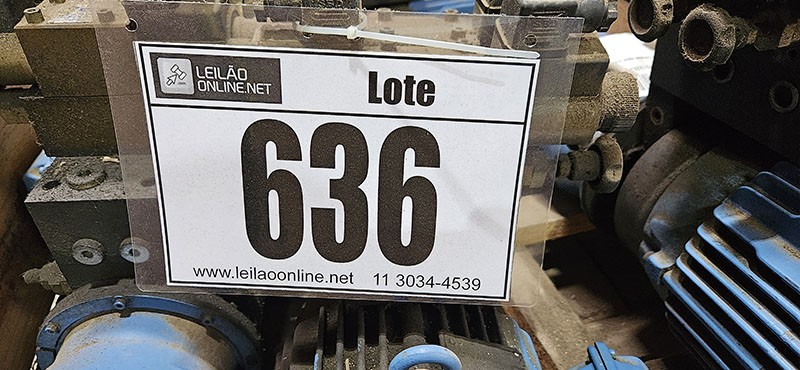 LEILÃO
ONLINE.NET
Lote
636
www.leilaoonline.net 11 3034-4539